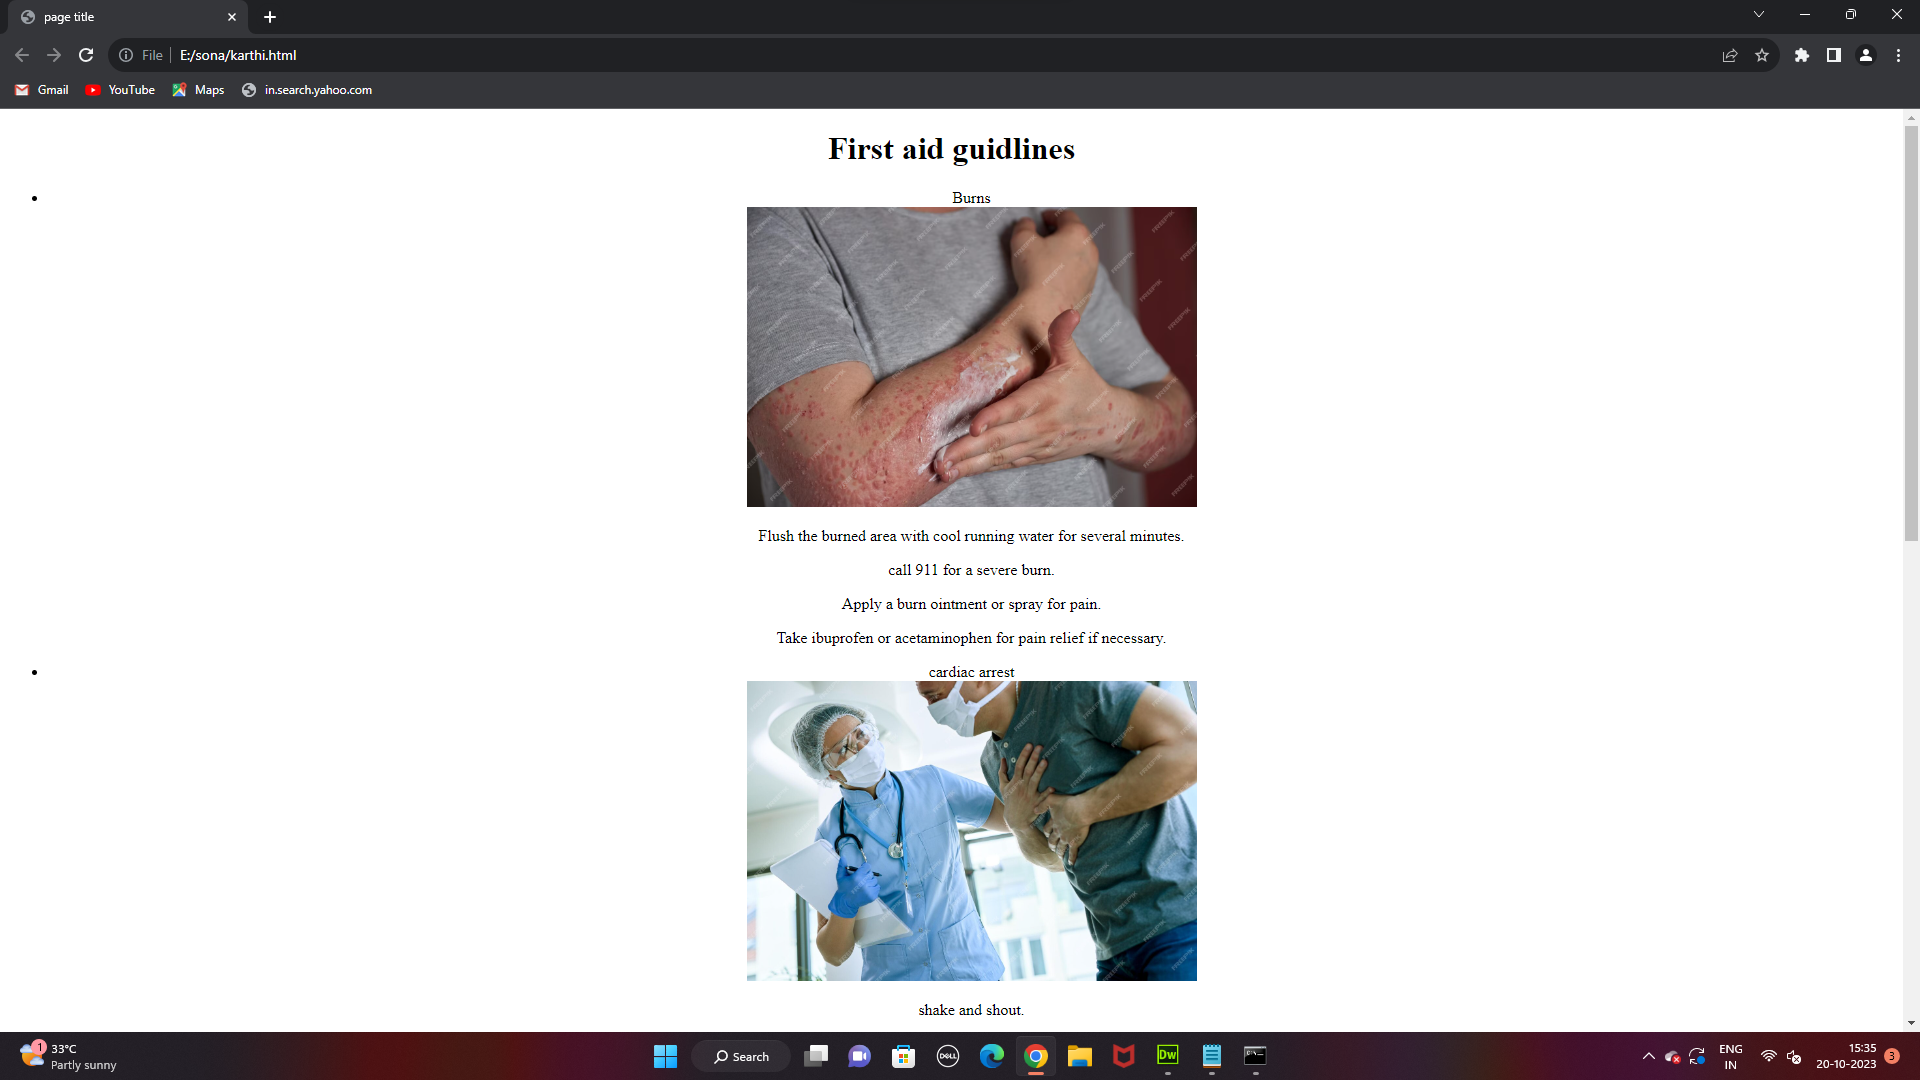 page title
File
E:/sona/karthi.html
Gmail
YouTube
Maps
in.search.yahoo.com
First aid guidlines
Burns
FREEPIK
Flush the burned area with cool running water for several minutes.
call 911 for a severe burn.
Apply a burn ointment or spray for pain.
Take ibuprofen or acetaminophen for pain relief if necessary.
cardiac arrest
shake and shout.
1
33°C
Partly sunny
Search
DELL
Dw
ENG
IN
15:35
20-10-2023
3